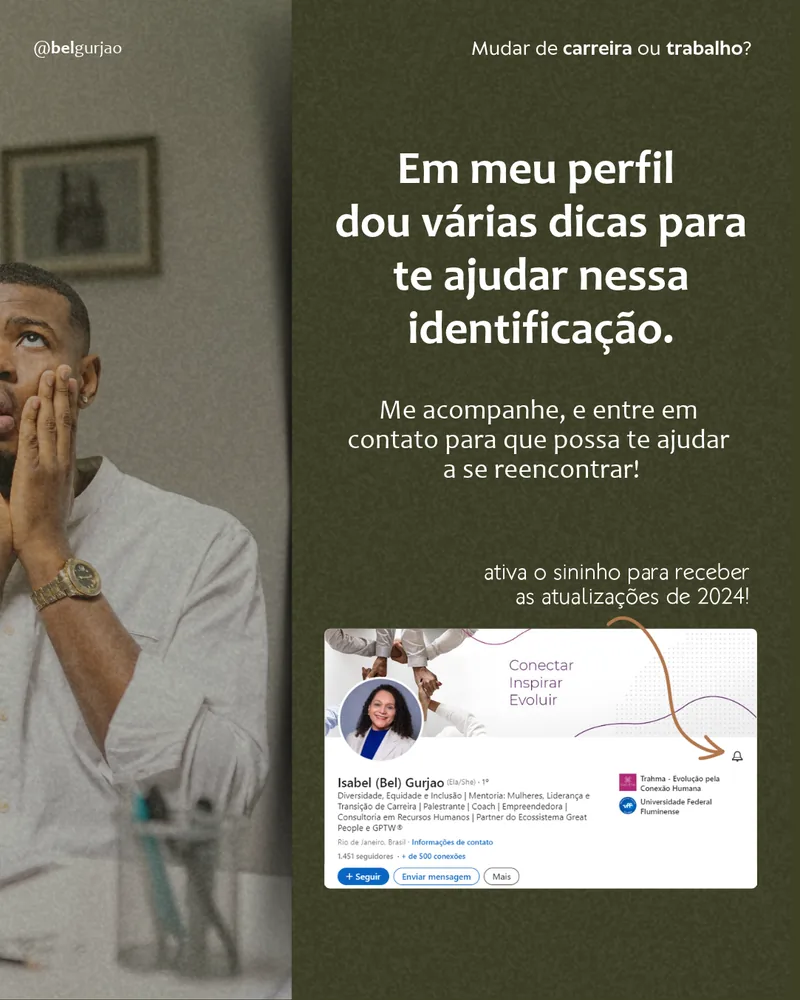 @belgurjao
Mudar de carreira ou trabalho?
Em meu perfil
dou várias dicas para
te ajudar nessa
identificação.
Me acompanhe, e entre em
contato para que possa te ajudar
a se reencontrar!
ativa o sininho para receber
as atualizações de 2024!
Conectar
Inspirar
Evoluir
Isabel (Bel) Gurjao (Ela/She) · 1º
Diversidade, Equidade e Inclusão | Mentoria: Mulheres, Liderança e
Transição de Carreira | Palestrante | Coach | Empreendedora |
Consultoria em Recursos Humanos | Partner do Ecossistema Great
People e GPTW®
Rio de Janeiro, Brasil · Informações de contato
1.451 seguidores · + de 500 conexões
+ Seguir
Enviar mensagem
Mais
Trahma - Evolução pela
Conexão Humana
Universidade Federal
Fluminense